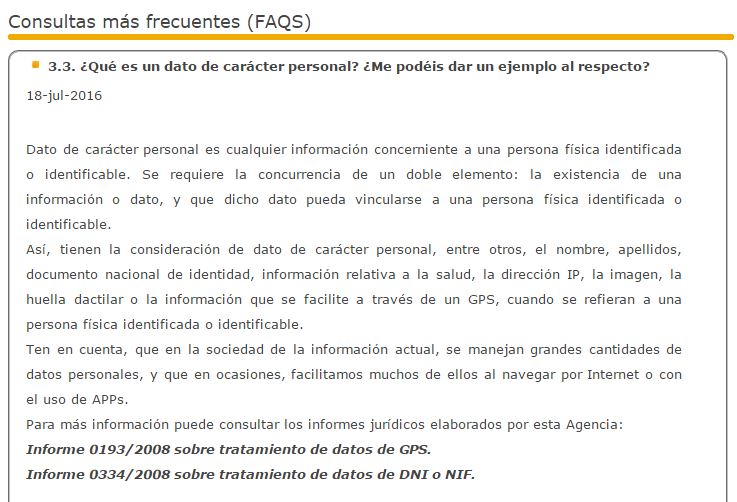 Consultas más frecuentes (FAQS)
3.3. ¿Qué es un dato de carácter personal? ¿Me podéis dar un ejemplo al respecto?
18-jul-2016
Dato de carácter personal es cualquier información concerniente a una persona física identificada
o identificable. Se requiere la concurrencia de un doble elemento: la existencia de una
información o dato, y que dicho dato pueda vincularse a una persona física identificada o
identificable.
Así, tienen la consideración de dato de carácter personal, entre otros, el nombre, apellidos,
documento nacional de identidad, información relativa a la salud, la dirección IP, la imagen, la
huella dactilar o la información que se facilite a través de un GPS, cuando se refieran a una
persona física identificada o identificable.
Ten en cuenta, que en la sociedad de la información actual, se manejan grandes cantidades de
datos personales, y que en ocasiones, facilitamos muchos de ellos al navegar por Internet o con
el uso de APPs.
Para más información puede consultar los informes jurídicos elaborados por esta Agencia:
Informe 0193/2008 sobre tratamiento de datos de GPS.
Informe 0334/2008 sobre tratamiento de datos de DNI o NIF.